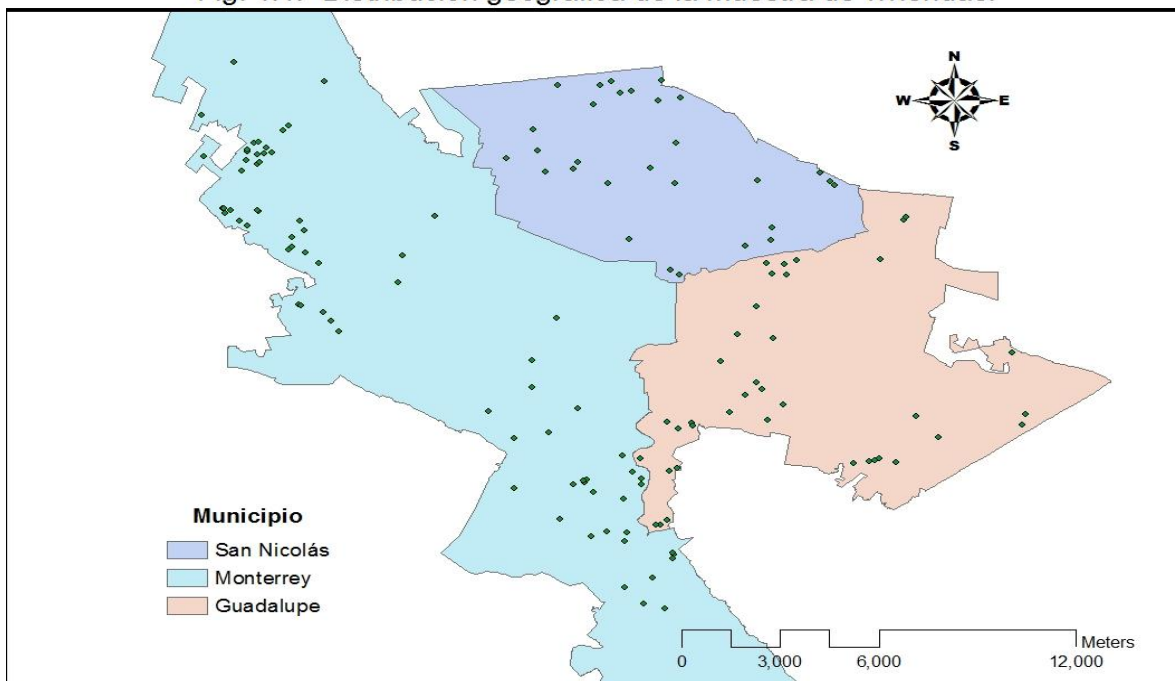 N
W E
S
Municipio
San Nicolás
Monterrey
Guadalupe
Meters
0 3,000 6,000 12,000